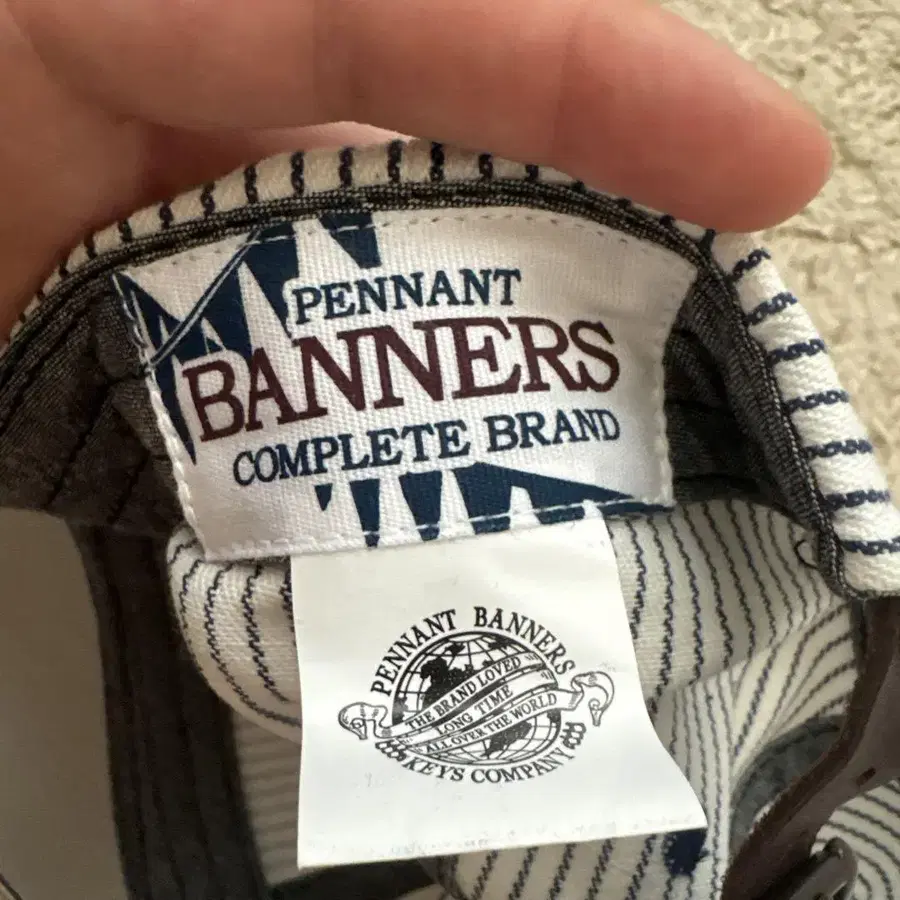 PENNANT
BANNERS
COMPLETE BRAND
PENNANT BANNERS
THE BRAND LOVED
LONG TIME
ALL OVER THE WORLD
KEYS COMPANY